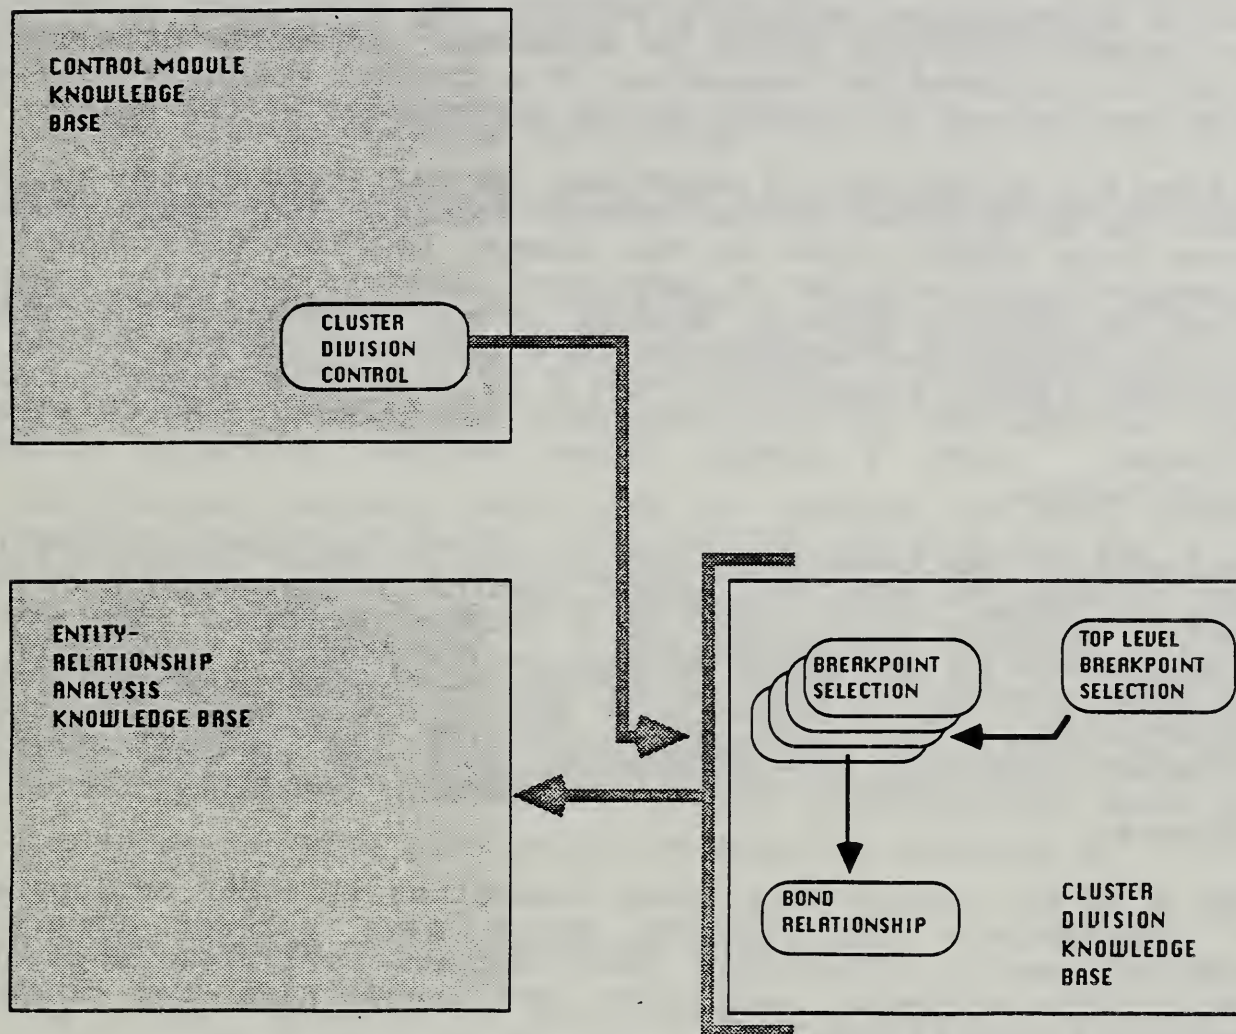 CONTROL MODULE
KNOWLEDGE
BASE
CLUSTER
DIVISION
CONTROL
ENTITY-
RELATIONSHIP
ANALYSIS
KNOWLEDGE BASE
BREAKPOINT
SELECTION
TOP LEVEL
BREAKPOINT
SELECTION
BOND
RELATIONSHIP
CLUSTER
DIVISION
KNOWLEDGE
BASE